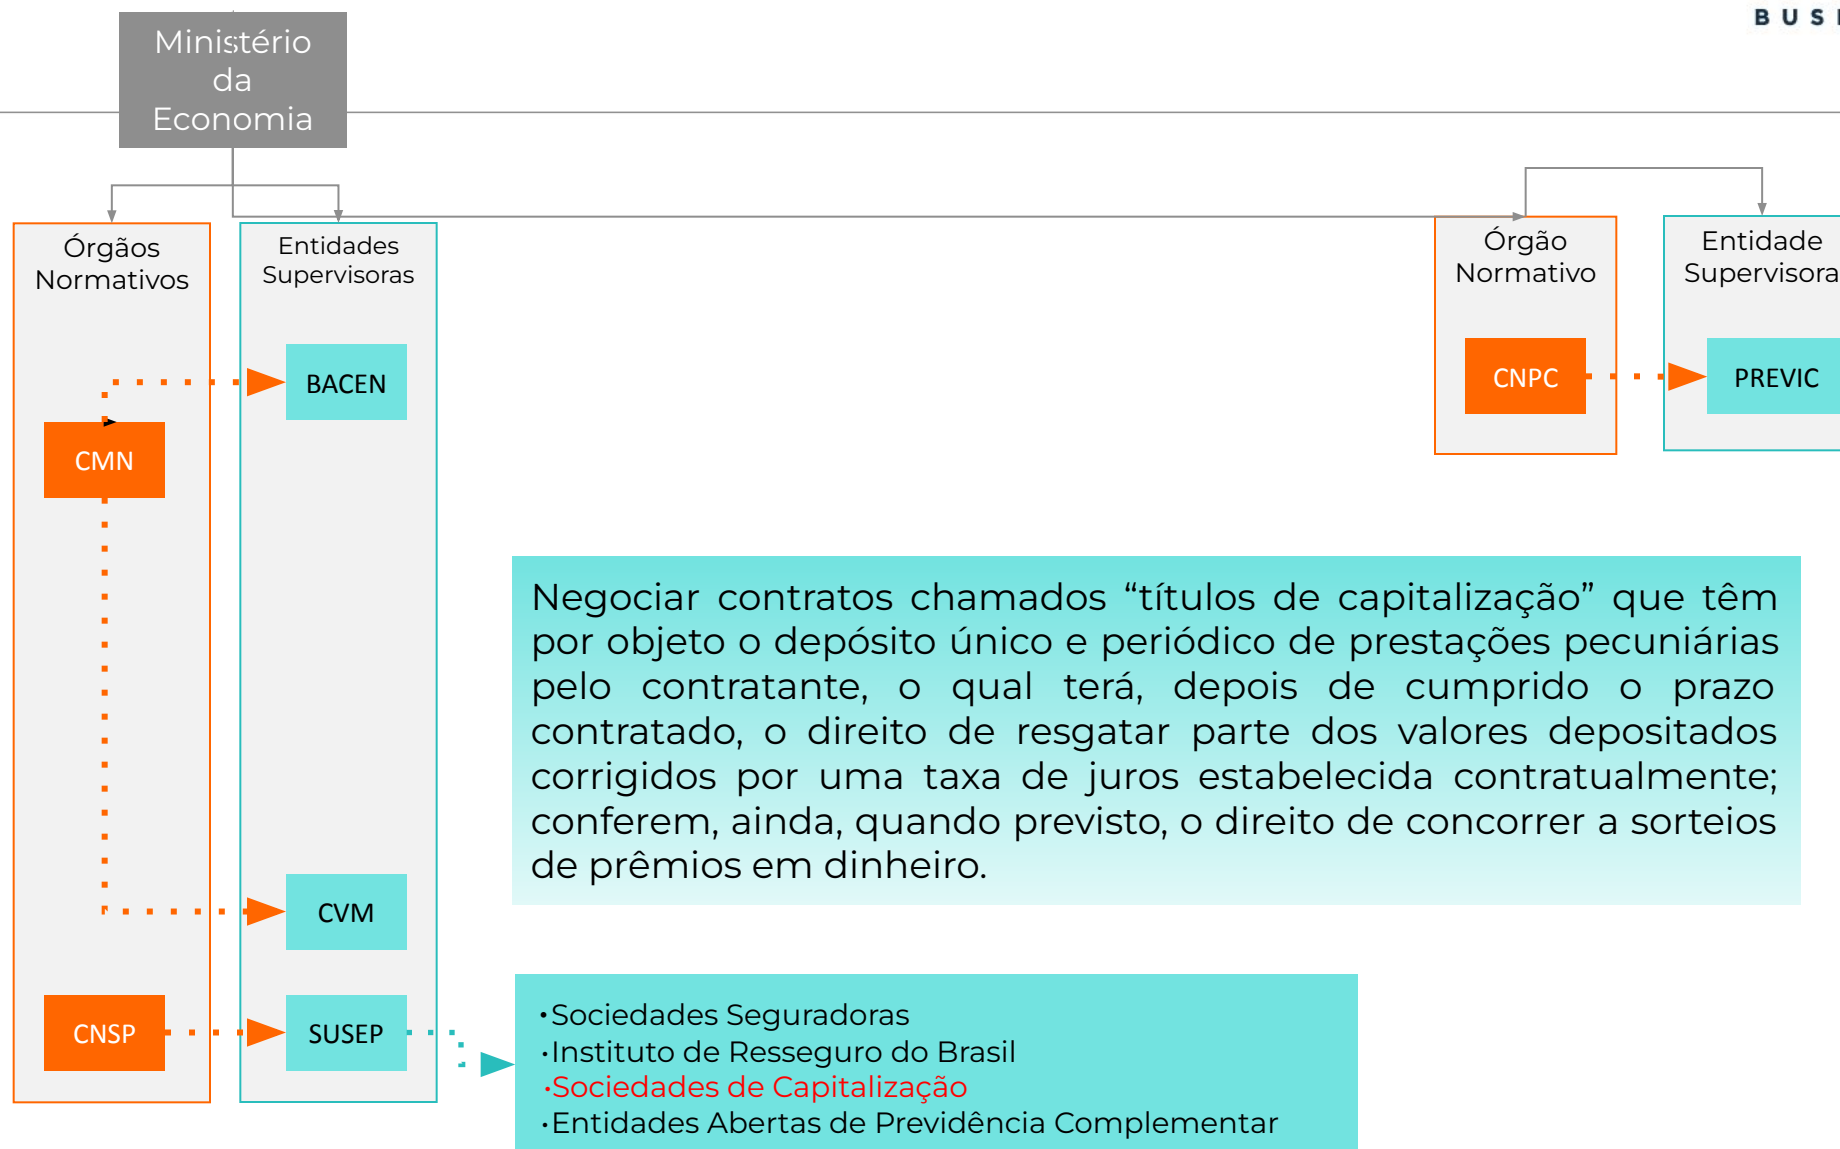 BUS
Ministério
da
Economia
Órgãos
Normativos
Entidades
Supervisoras
Órgão
Normativo
Entidade
Supervisora
BACEN
CNPC
PREVIC
CMN
Negociar contratos chamados “títulos de capitalização” que têm
por objeto o depósito único e periódico de prestações pecuniárias
pelo contratante, o qual terá, depois de cumprido o prazo
contratado, o direito de resgatar parte dos valores depositados
corrigidos por uma taxa de juros estabelecida contratualmente;
conferem, ainda, quando previsto, o direito de concorrer a sorteios
de prêmios em dinheiro.
CVM
CNSP
SUSEP
•Sociedades Seguradoras
•Instituto de Resseguro do Brasil
•Sociedades de Capitalização
•Entidades Abertas de Previdência Complementar